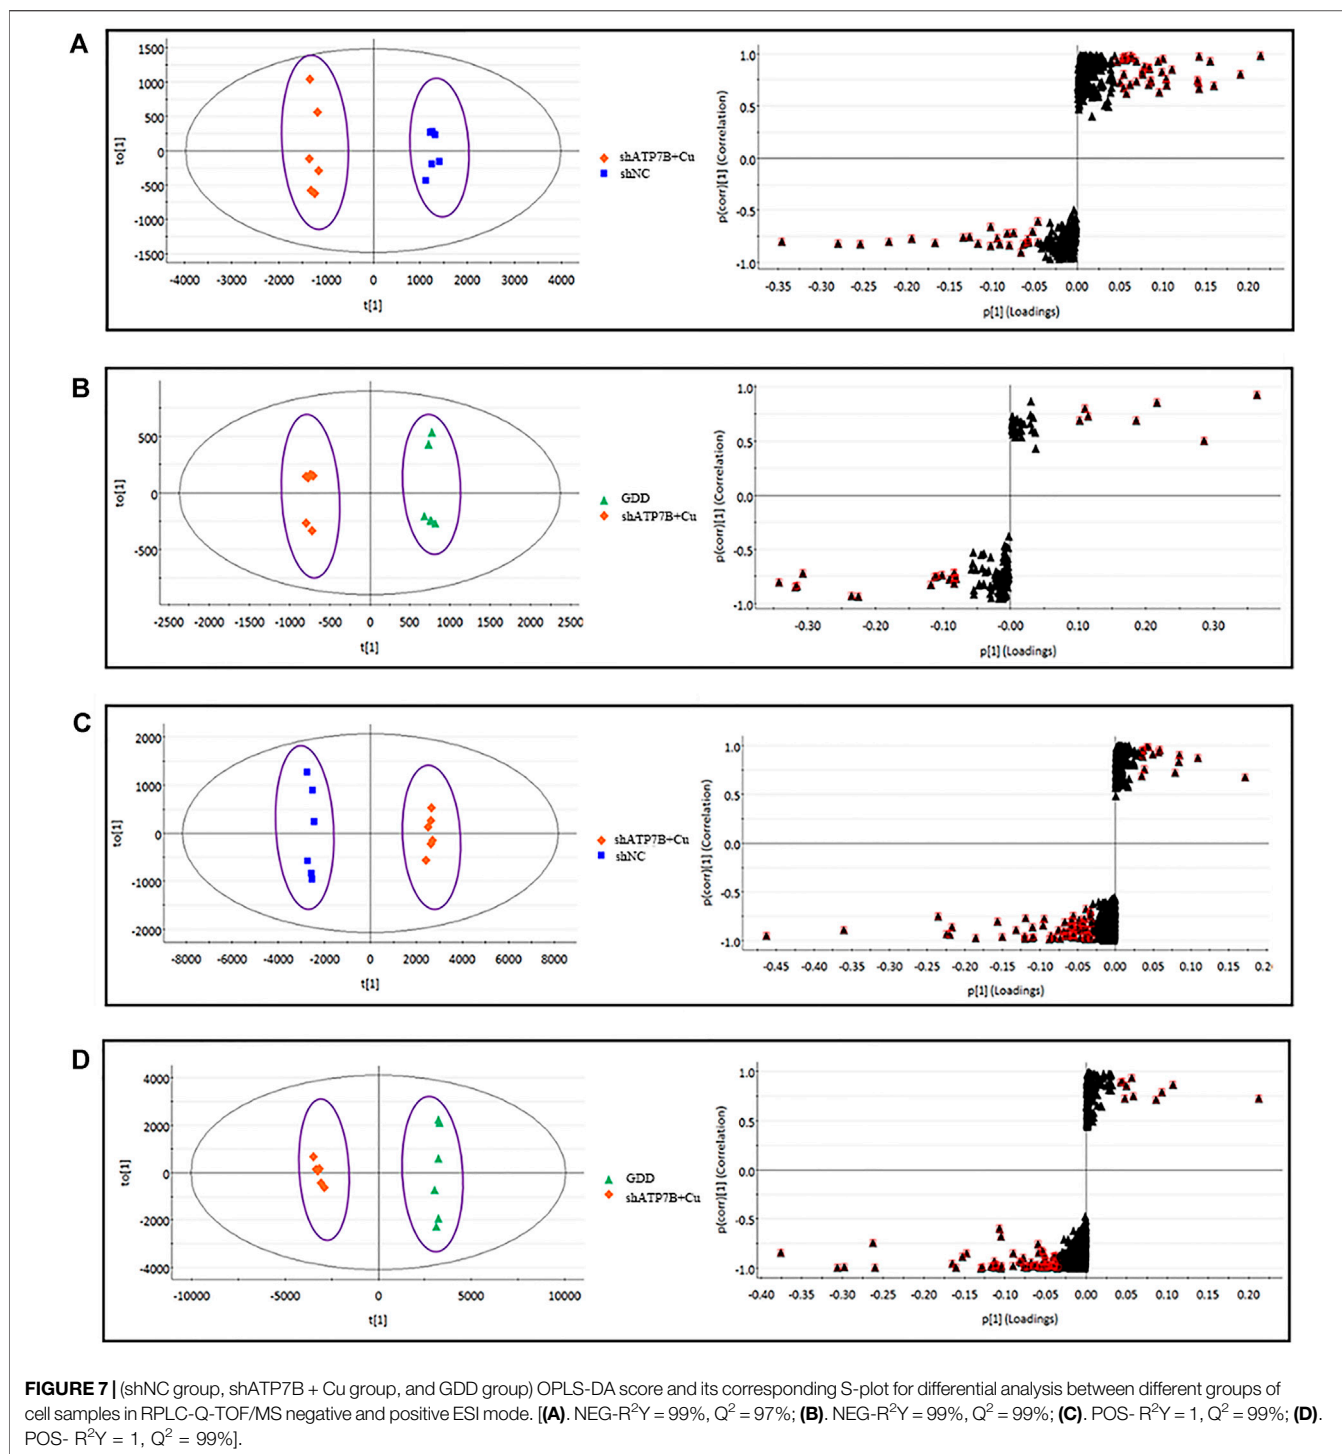 A
to[1]
1500
1000
500
0
-500
-1000
-1500
-4000 -3000 -2000 -1000 0 1000 2000 3000 4000
t[1]
shATP7B+Cu
shNC
p(corr)[1] (Correlation)
1.0
0.5
0.0
-0.5
-1.0
-0.35 -0.30 -0.25 -0.20 -0.15 -0.10 -0.05 0.00 0.05 0.10 0.15 0.20
p[1] (Loadings)
B
to[1]
500
0
-500
-2500 -2000 -1500 -1000 -500 0 500 1000 1500 2000 2500
t[1]
GDD
shATP7B+Cu
p(corr)[1] (Correlation)
1.0
0.5
0.0
-0.5
-1.0
-0.30 -0.20 -0.10 -0.00 0.10 0.20 0.30
p[1] (Loadings)
C
to[1]
2000
1000
0
-1000
-2000
-8000 -6000 -4000 -2000 0 2000 4000 6000 8000
t[1]
shATP7B+Cu
shNC
p(corr)[1] (Correlation)
1.0
0.5
0.0
-0.5
-1.0
-0.45 -0.40 -0.35 -0.30 -0.25 -0.20 -0.15 -0.10 -0.05 0.00 0.05 0.10 0.15 0.2
p[1] (Loadings)
D
to[1]
4000
2000
0
-2000
-4000
-10000 -5000 0 5000 10000
t[1]
GDD
shATP7B+Cu
p(corr)[1] (Correlation)
1.0
0.5
0.0
-0.5
-1.0
-0.40 -0.35 -0.30 -0.25 -0.20 -0.15 -0.10 -0.05 0.00 0.05 0.10 0.15 0.20
p[1] (Loadings)
FIGURE 7 | (shNC group, shATP7B + Cu group, and GDD group) OPLS-DA score and its corresponding S-plot for differential analysis between different groups of
cell samples in RPLC-Q-TOF/MS negative and positive ESI mode. [(A). NEG-R²Y = 99%, Q² = 97%; (B). NEG-R²Y = 99%, Q² = 99%; (C). POS- R²Y = 1, Q² = 99%; (D).
POS- R²Y = 1, Q² = 99%].